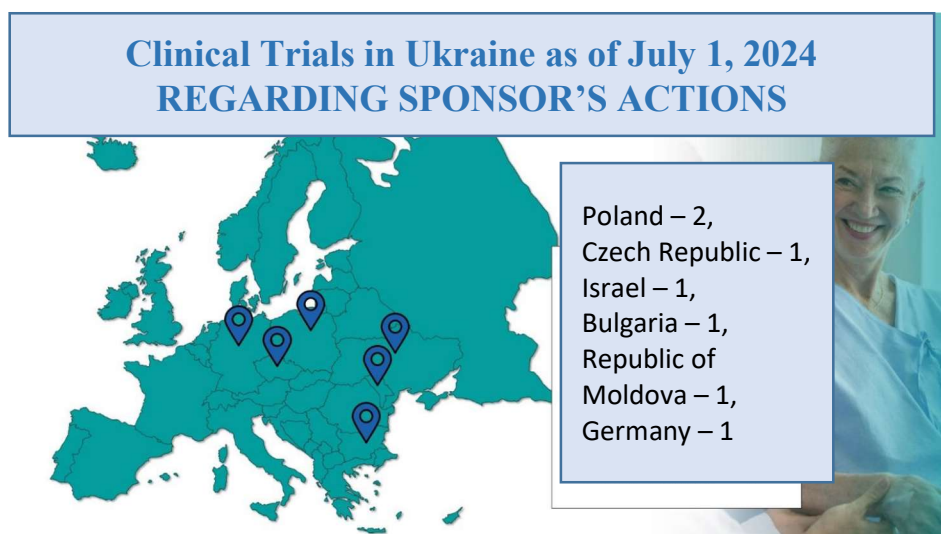 Clinical Trials in Ukraine as of July 1, 2024
REGARDING SPONSOR’S ACTIONS
Poland – 2,
Czech Republic – 1,
Israel – 1,
Bulgaria – 1,
Republic of
Moldova – 1,
Germany – 1